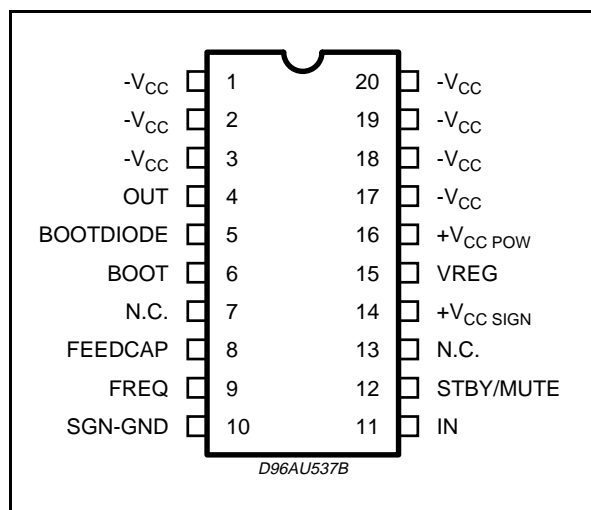 -VCC 1 20 -VCC
-VCC 2 19 -VCC
-VCC 3 18 -VCC
OUT 4 17 -VCC
BOOTDIODE 5 16 +VCC POW
BOOT 6 15 VREG
N.C. 7 14 +VCC SIGN
FEEDCAP 8 13 N.C.
FREQ 9 12 STBY/MUTE
SGN-GND 10 11 IN
D96AU537B